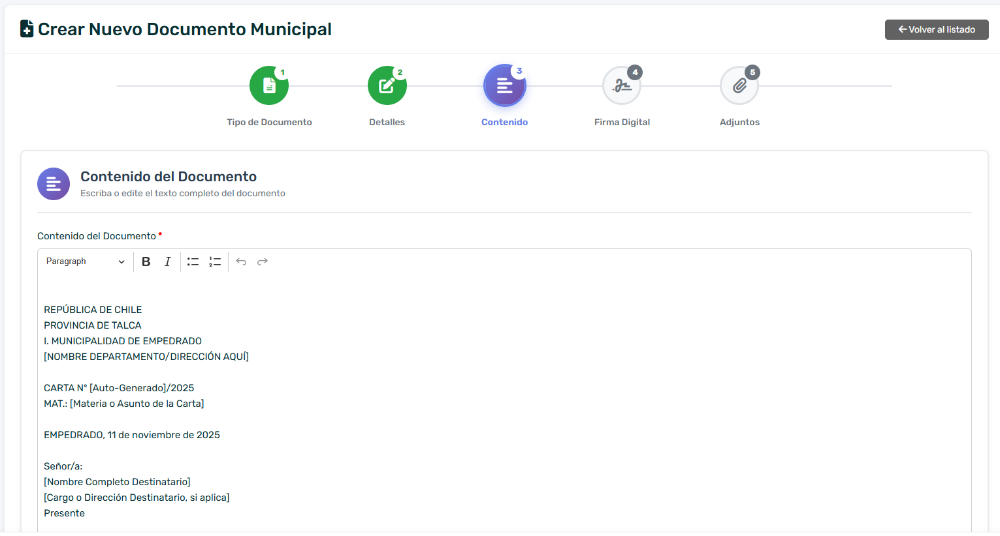 Crear Nuevo Documento Municipal
Volver al listado
1
2
3
4
5
Tipo de Documento
Detalles
Contenido
Firma Digital
Adjuntos
Contenido del Documento
Escriba o edite el texto completo del documento
Contenido del Documento *
Paragraph
B I
REPÚBLICA DE CHILE
PROVINCIA DE TALCA
I. MUNICIPALIDAD DE EMPEDRADO
[NOMBRE DEPARTAMENTO/DIRECCIÓN AQUÍ]
CARTA N° [Auto-Generado]/2025
MAT.: [Materia o Asunto de la Carta]
EMPEDRADO, 11 de noviembre de 2025
Señor/a:
[Nombre Completo Destinatario]
[Cargo o Dirección Destinatario, si aplica]
Presente